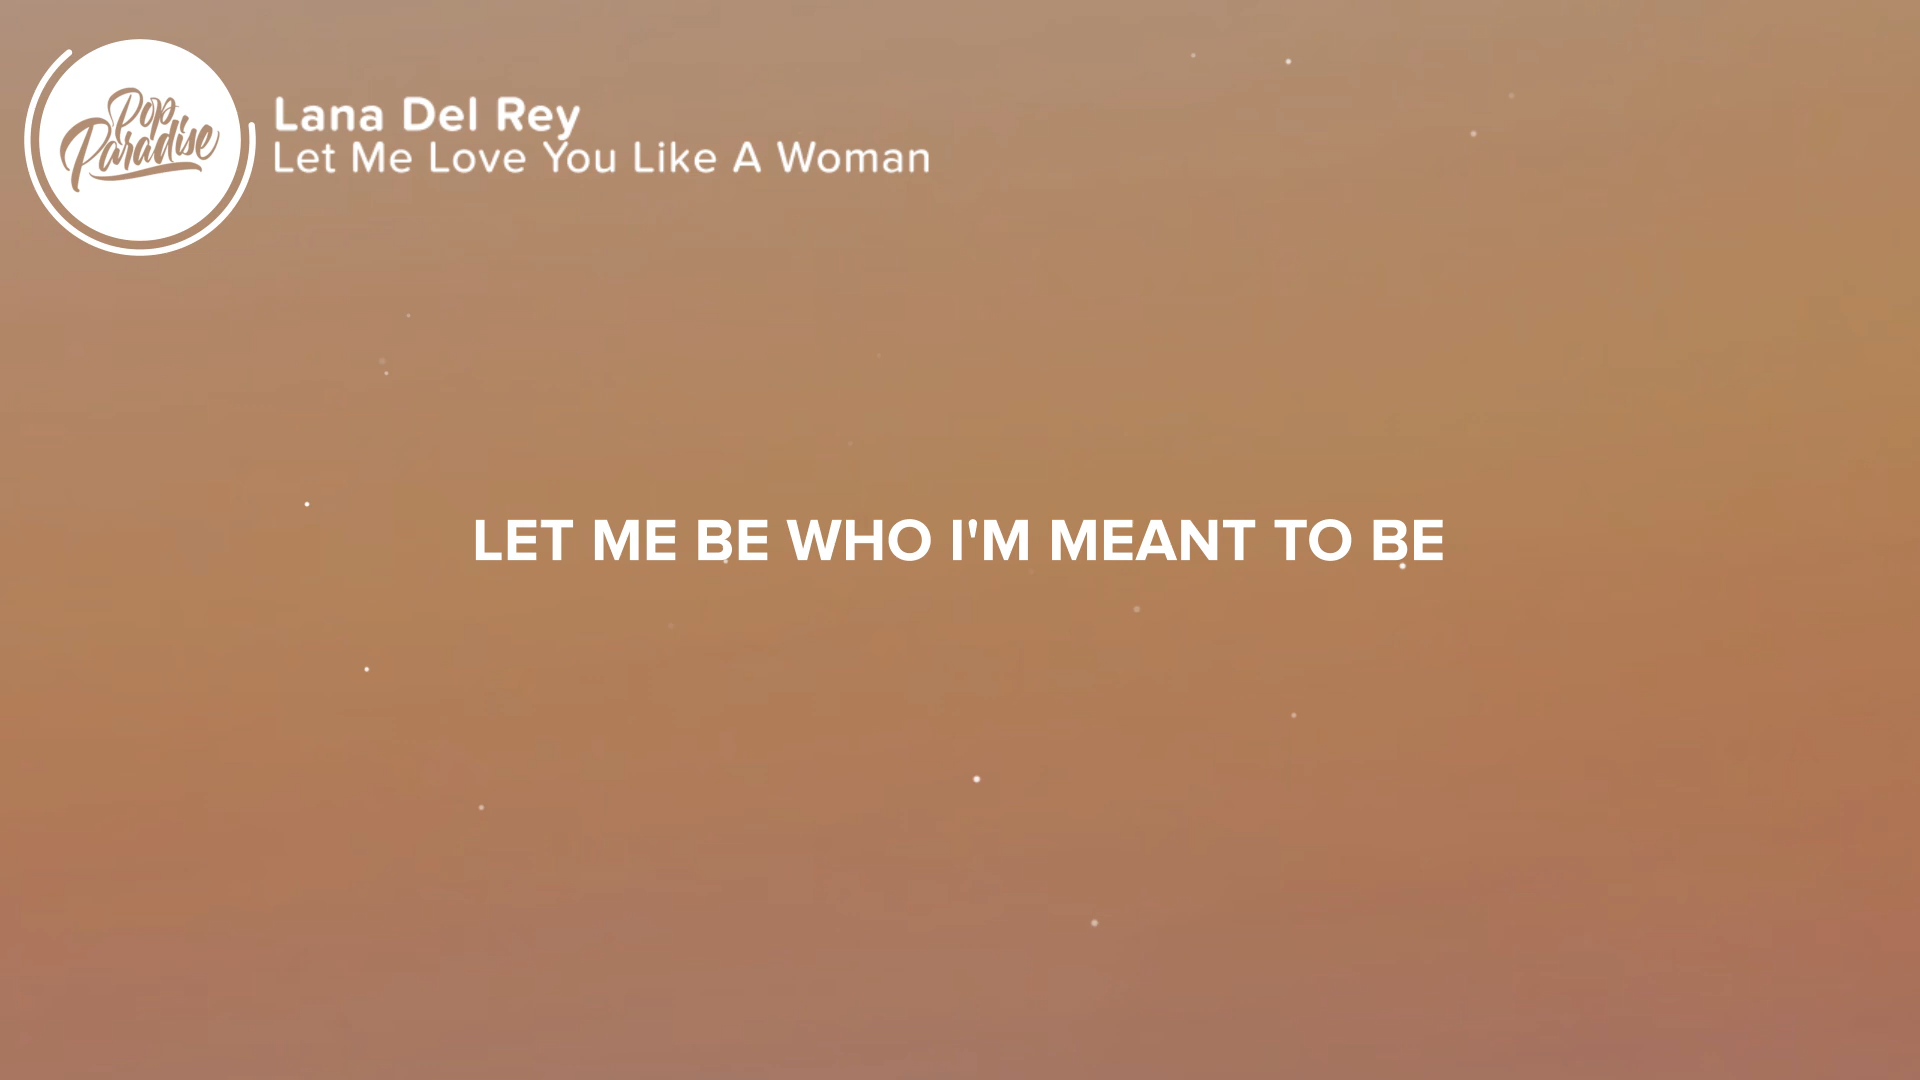 Pop
Paradise
Lana Del Rey
Let Me Love You Like A Woman
LET ME BE WHO I'M MEANT TO BE